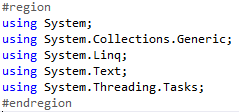 #region
using System;
using System.Collections.Generic;
using System.Linq;
using System.Text;
using System.Threading.Tasks;
#endregion